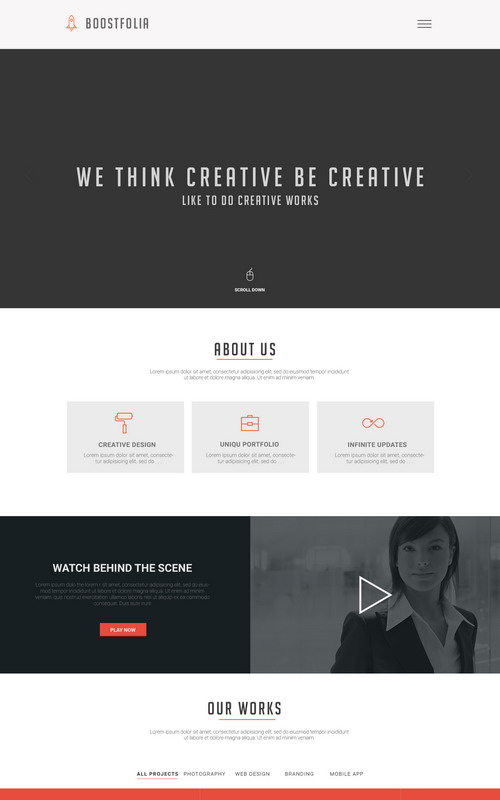 BOOSTFOLIA
WE THINK CREATIVE BE CREATIVE
LIKE TO DO CREATIVE WORKS
SCROLL DOWN
ABOUT US
Lorem ipsum dolor sit amet, consectetur adipisicing elit, sed do eiusmod tempor incididunt
ut labore et dolore magna aliqua. Ut enim ad minim veniam.
CREATIVE DESIGN
Lorem ipsum dolor sit amet, consecte-
tur adipisicing elit, sed do . . .
UNIQU PORTFOLIO
Lorem ipsum dolor sit amet, consecte-
tur adipisicing elit, sed do . . .
INFINITE UPDATES
Lorem ipsum dolor sit amet, consecte-
tur adipisicing elit, sed do . . .
WATCH BEHIND THE SCENE
Lorem ipsum dolo the lorem r sit amet, consectetur adipisicing elit, sed do eiusmod
tempor incididunt ut labore et dolore magna aliqua. Ut enim ad minim
veniam, quis nostrud exercitation ullamco laboris nisi ut aliquip ex ea commodo
consequat. Duis aute irure
PLAY NOW
OUR WORKS
Lorem ipsum dolor sit amet, consectetur adipisicing elit, sed do eiusmod tempor incididunt
ut labore et dolore magna aliqua. Ut enim ad minim veniam.
ALL PROJECTS PHOTOGRAPHY WEB DESIGN BRANDING MOBILE APP